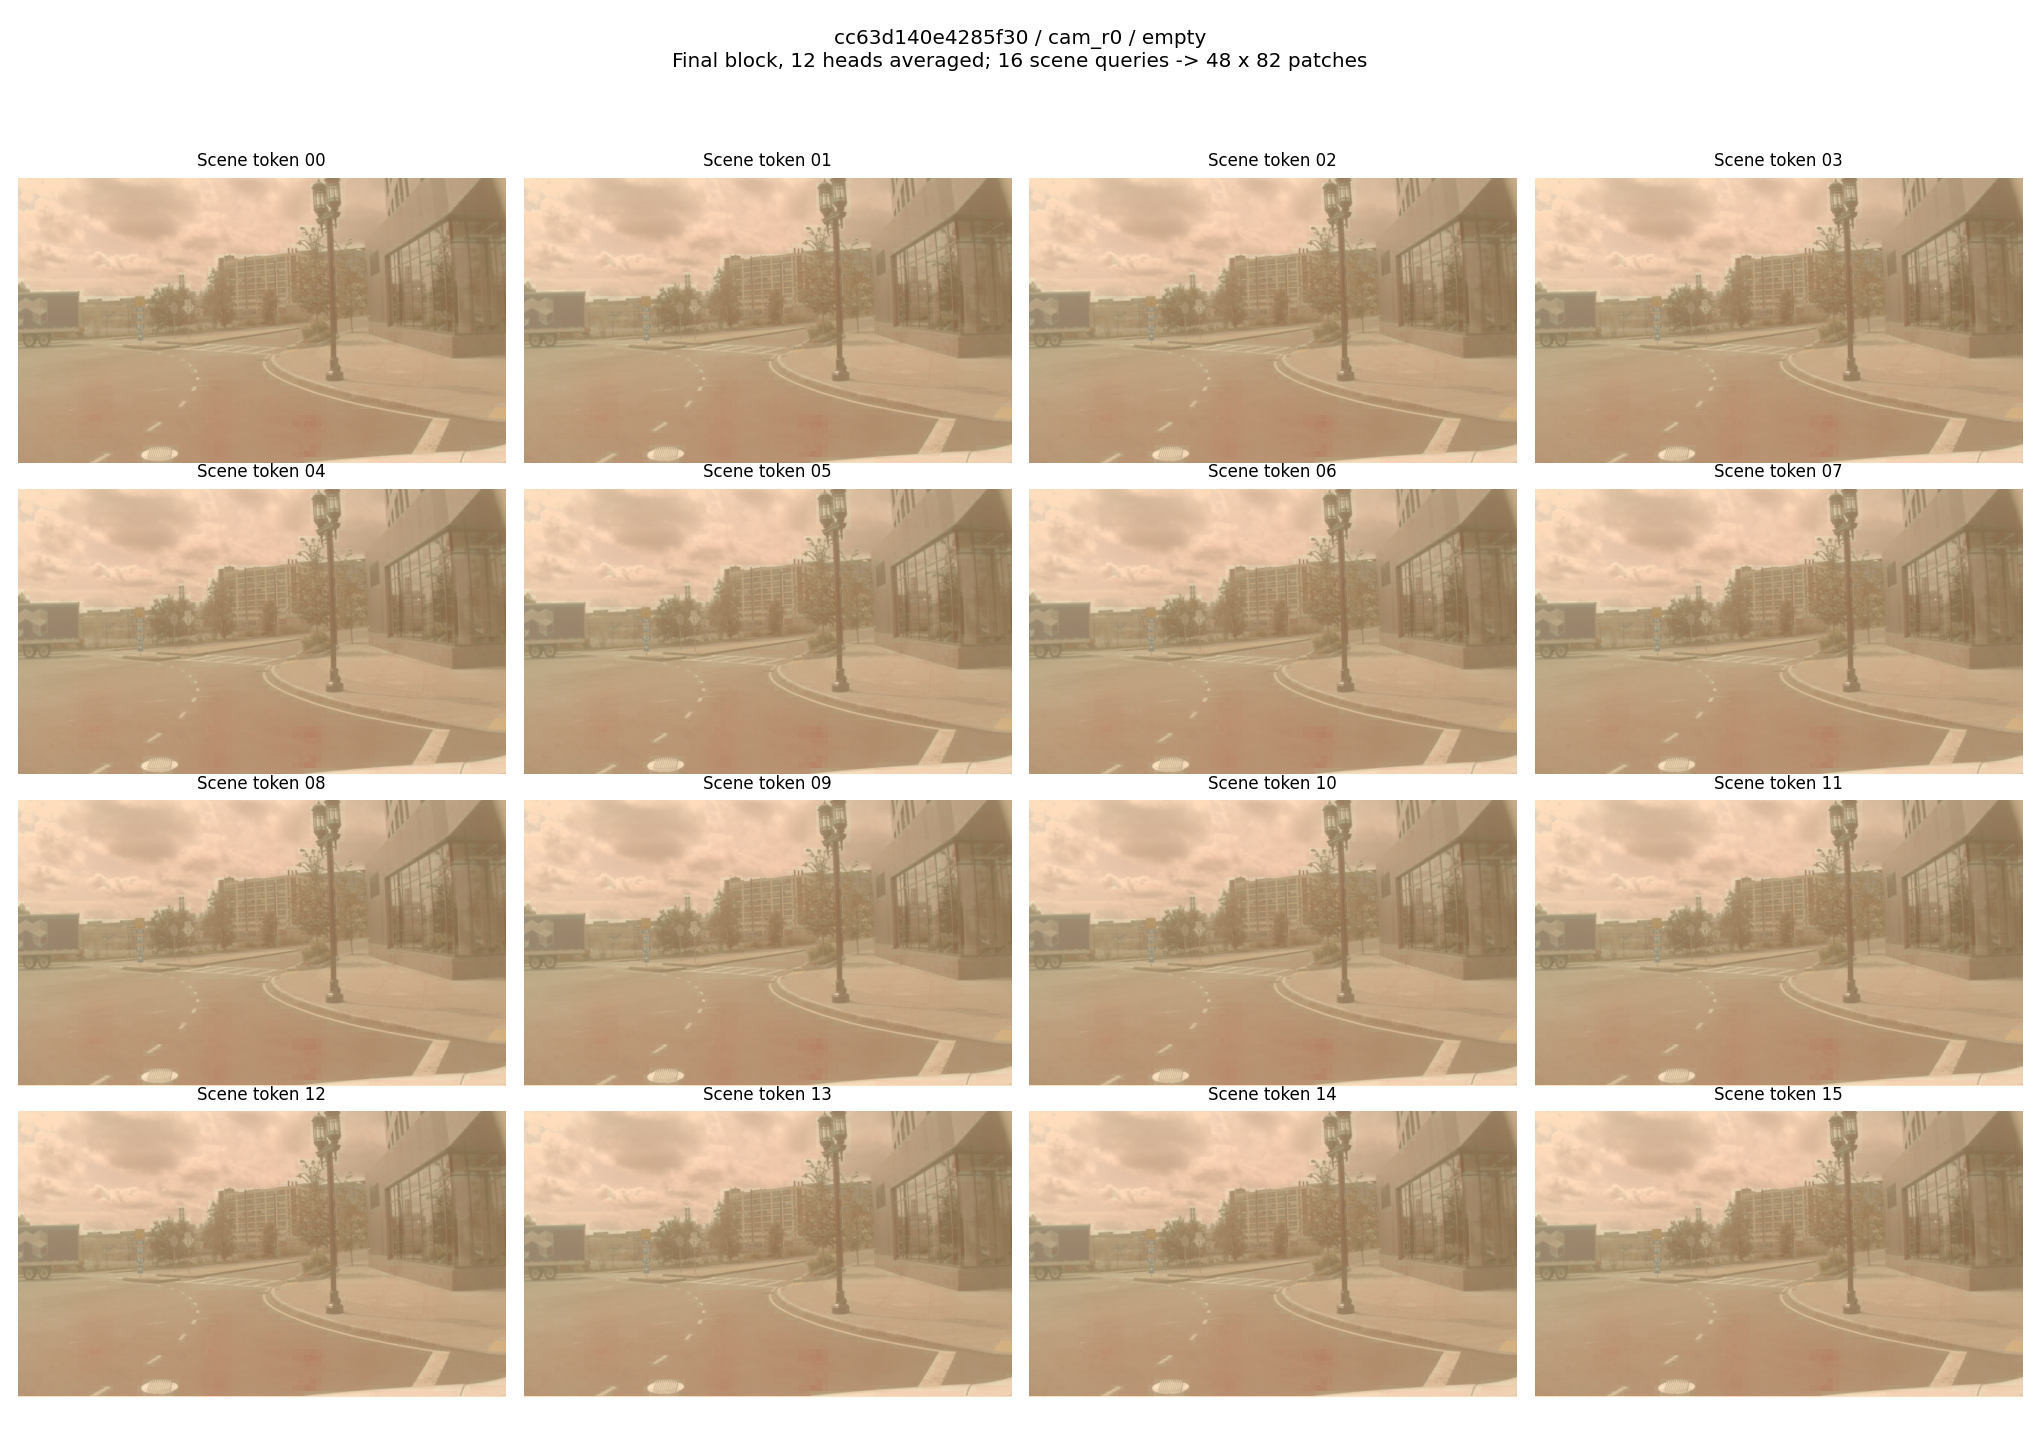 cc63d140e4285f30 / cam_r0 / empty
Final block, 12 heads averaged; 16 scene queries -> 48 x 82 patches
Scene token 00
Scene token 01
Scene token 02
Scene token 03
Scene token 04
Scene token 05
Scene token 06
Scene token 07
Scene token 08
Scene token 09
Scene token 10
Scene token 11
Scene token 12
Scene token 13
Scene token 14
Scene token 15